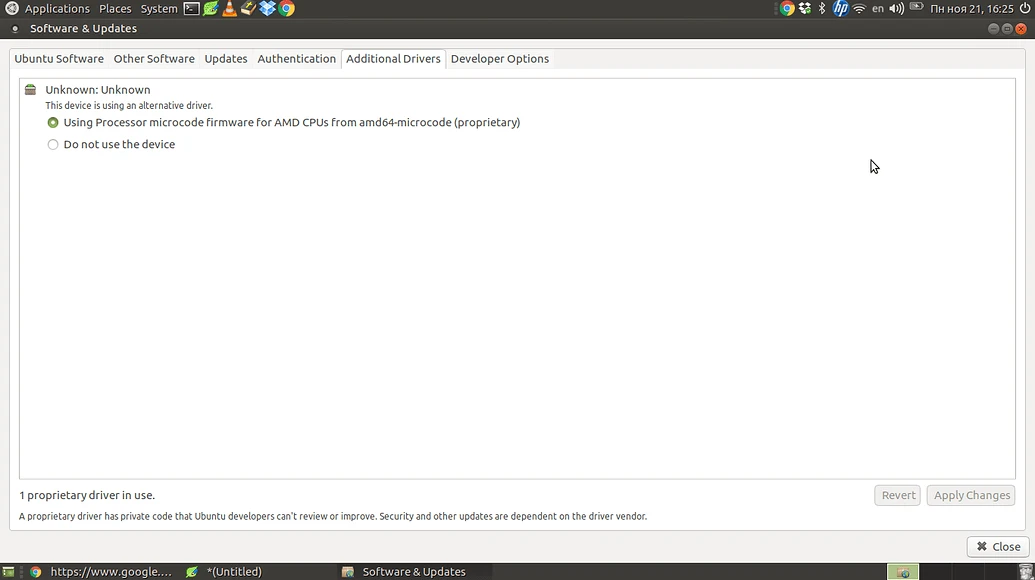 Applications Places System hp en Пн ноя 21, 16:25
Software & Updates
Ubuntu Software Other Software Updates Authentication Additional Drivers Developer Options
Unknown: Unknown
This device is using an alternative driver.
Using Processor microcode firmware for AMD CPUs from amd64-microcode (proprietary)
Do not use the device
1 proprietary driver in use.
Revert Apply Changes
A proprietary driver has private code that Ubuntu developers can't review or improve. Security and other updates are dependent on the driver vendor.
Close
https://www.google.... *(Untitled) Software & Updates